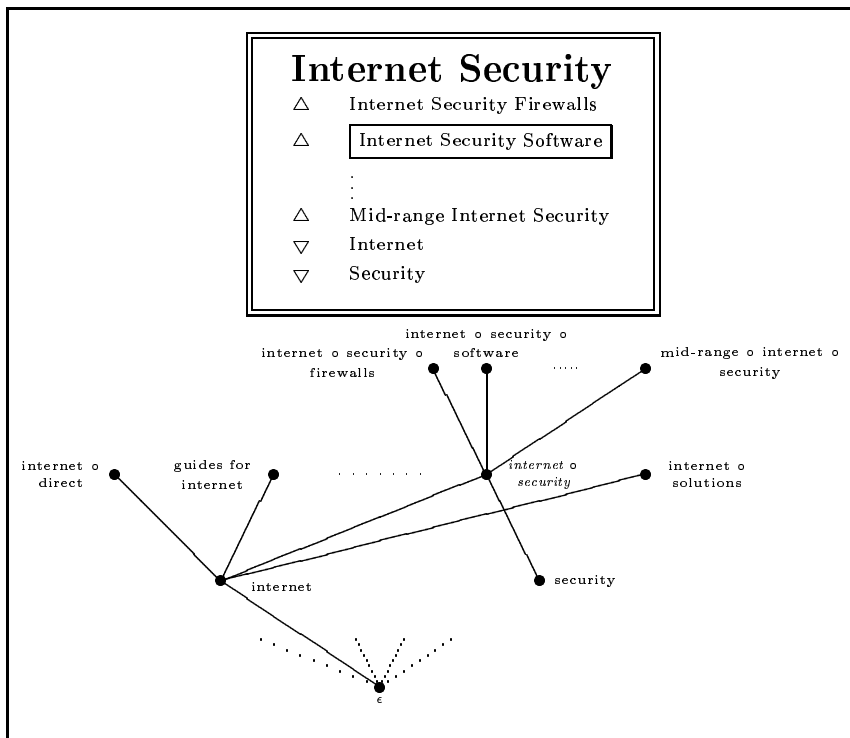 Internet Security
△ Internet Security Firewalls
△ Internet Security Software
⋮
△ Mid-range Internet Security
▽ Internet
▽ Security
internet ∘ security ∘
software
internet ∘ security ∘
firewalls
.....
mid-range ∘ internet ∘
security
internet ∘
direct
guides for
internet
. . . . . . .
internet ∘
security
internet ∘
solutions
internet
security
ϵ